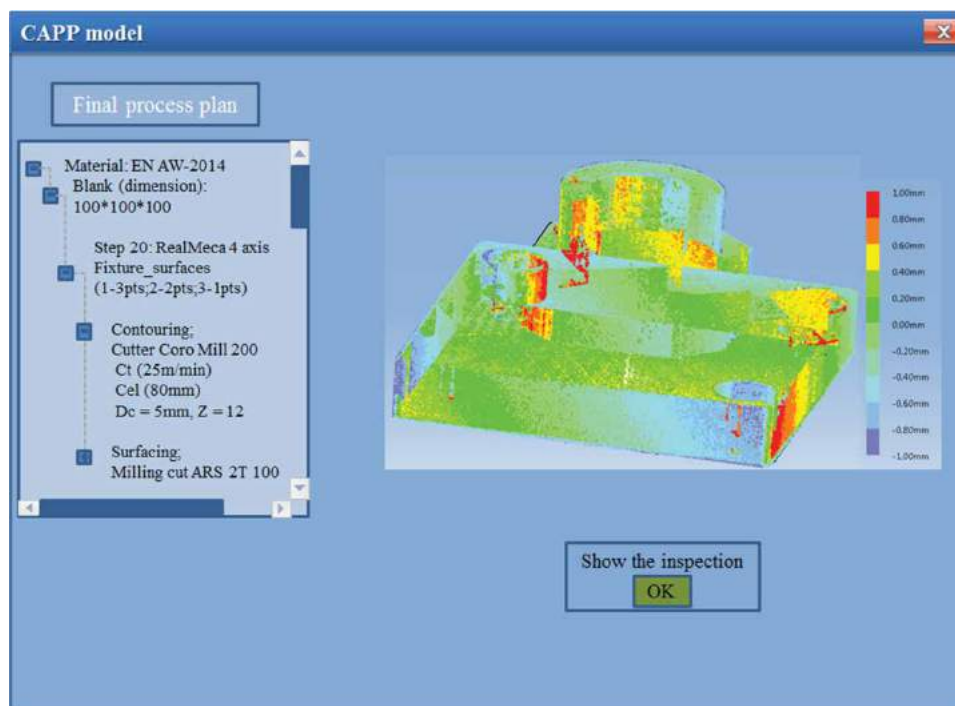 CAPP model
Final process plan
Material: EN AW-2014
Blank (dimension):
100*100*100
Step 20: RealMeca 4 axis
Fixture_surfaces
(1-3pts;2-2pts;3-1pts)
Contouring;
Cutter Coro Mill 200
Ct (25m/min)
Cel (80mm)
Dc = 5mm, Z = 12
Surfacing;
Milling cut ARS 2T 100
1.00mm
0.80mm
0.60mm
0.40mm
0.20mm
0.00mm
-0.20mm
-0.40mm
-0.60mm
-0.80mm
-1.00mm
Show the inspection
OK